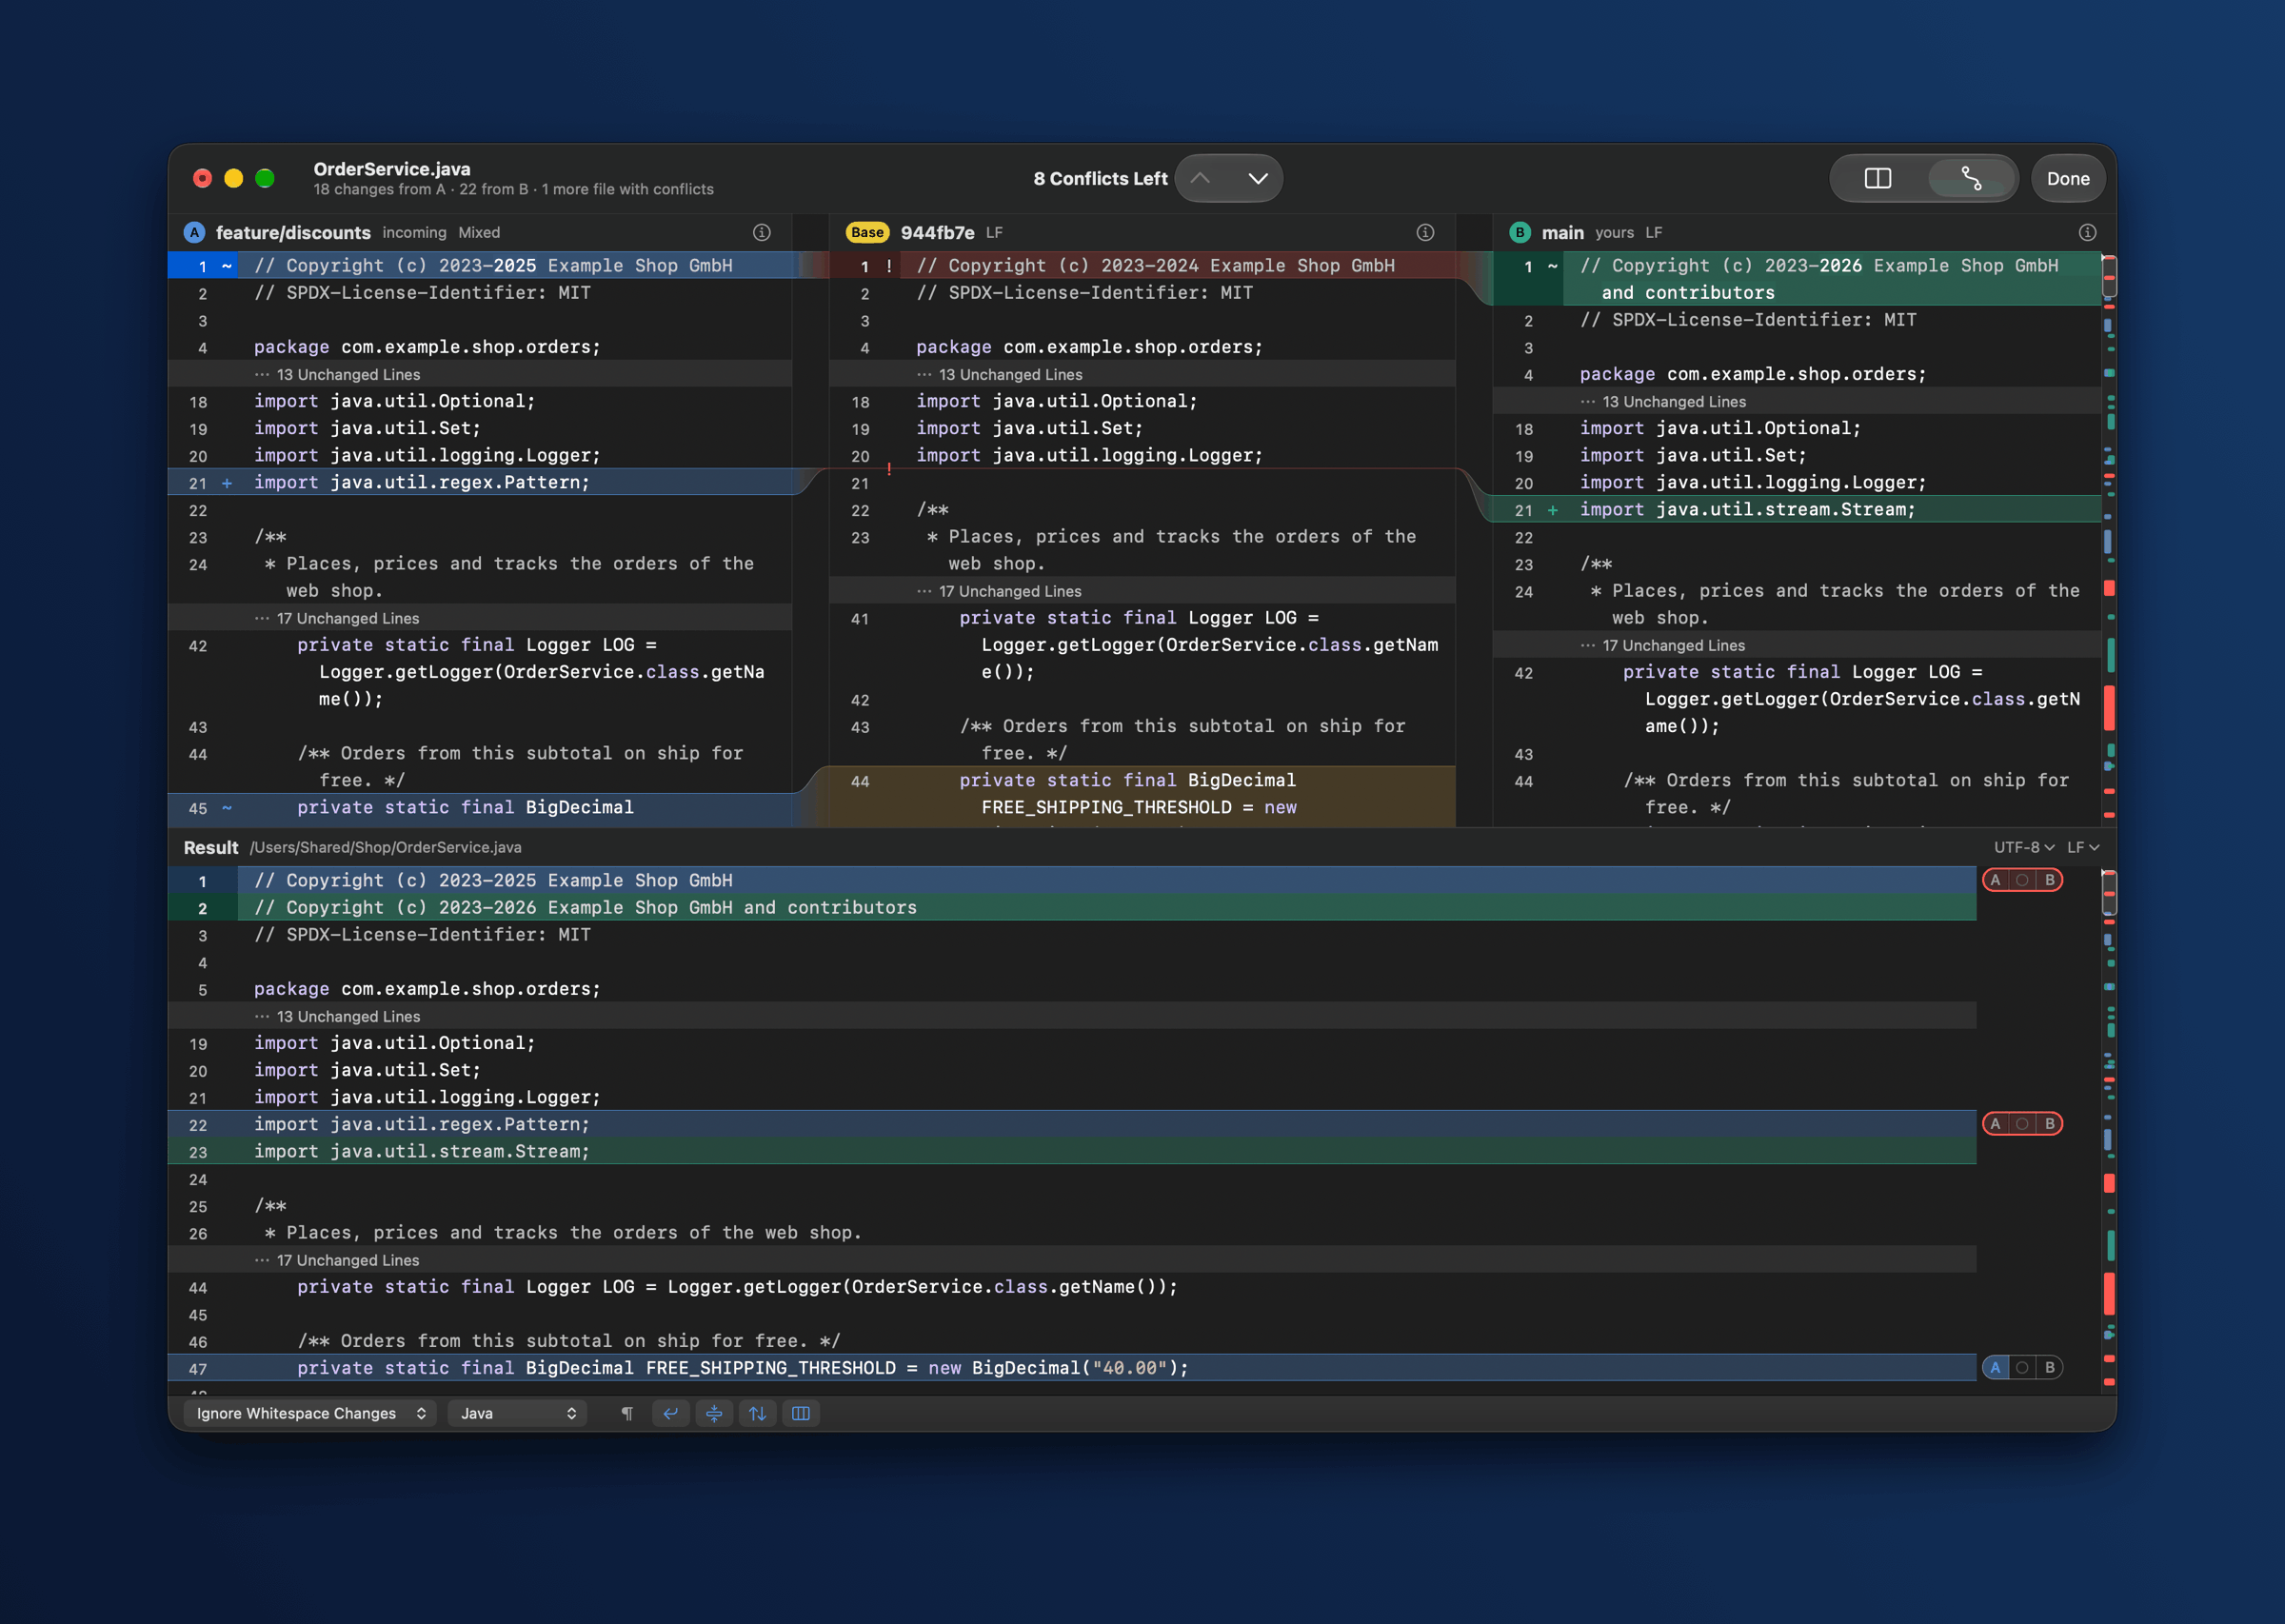 OrderService.java
18 changes from A · 22 from B · 1 more file with conflicts
8 Conflicts Left
Done
A feature/discounts incoming Mixed
1 ~ // Copyright (c) 2023–2025 Example Shop GmbH
2 // SPDX-License-Identifier: MIT
3
4 package com.example.shop.orders;
··· 13 Unchanged Lines
18 import java.util.Optional;
19 import java.util.Set;
20 import java.util.logging.Logger;
21 + import java.util.regex.Pattern;
22
23 /**
24 * Places, prices and tracks the orders of the
web shop.
··· 17 Unchanged Lines
42 private static final Logger LOG =
Logger.getLogger(OrderService.class.getNa
me());
43
44 /** Orders from this subtotal on ship for
free. */
45 ~ private static final BigDecimal
Base 944fb7e LF
1 ! // Copyright (c) 2023–2024 Example Shop GmbH
2 // SPDX-License-Identifier: MIT
3
4 package com.example.shop.orders;
··· 13 Unchanged Lines
18 import java.util.Optional;
19 import java.util.Set;
20 import java.util.logging.Logger;
!
21
22 /**
23 * Places, prices and tracks the orders of the
web shop.
··· 17 Unchanged Lines
41 private static final Logger LOG =
Logger.getLogger(OrderService.class.getNam
e());
42
43 /** Orders from this subtotal on ship for
free. */
44 private static final BigDecimal
FREE_SHIPPING_THRESHOLD = new
B main yours LF
1 ~ // Copyright (c) 2023–2026 Example Shop GmbH
and contributors
2 // SPDX-License-Identifier: MIT
3
4 package com.example.shop.orders;
··· 13 Unchanged Lines
18 import java.util.Optional;
19 import java.util.Set;
20 import java.util.logging.Logger;
21 + import java.util.stream.Stream;
22
23 /**
24 * Places, prices and tracks the orders of the
web shop.
··· 17 Unchanged Lines
42 private static final Logger LOG =
Logger.getLogger(OrderService.class.getN
ame());
43
44 /** Orders from this subtotal on ship for
free. */
Result /Users/Shared/Shop/OrderService.java UTF-8 LF
1 // Copyright (c) 2023–2025 Example Shop GmbH A B
2 // Copyright (c) 2023–2026 Example Shop GmbH and contributors
3 // SPDX-License-Identifier: MIT
4
5 package com.example.shop.orders;
··· 13 Unchanged Lines
19 import java.util.Optional;
20 import java.util.Set;
21 import java.util.logging.Logger;
22 import java.util.regex.Pattern; A B
23 import java.util.stream.Stream;
24
25 /**
26 * Places, prices and tracks the orders of the web shop.
··· 17 Unchanged Lines
44 private static final Logger LOG = Logger.getLogger(OrderService.class.getName());
45
46 /** Orders from this subtotal on ship for free. */
47 private static final BigDecimal FREE_SHIPPING_THRESHOLD = new BigDecimal("40.00"); A B
Ignore Whitespace Changes Java ¶